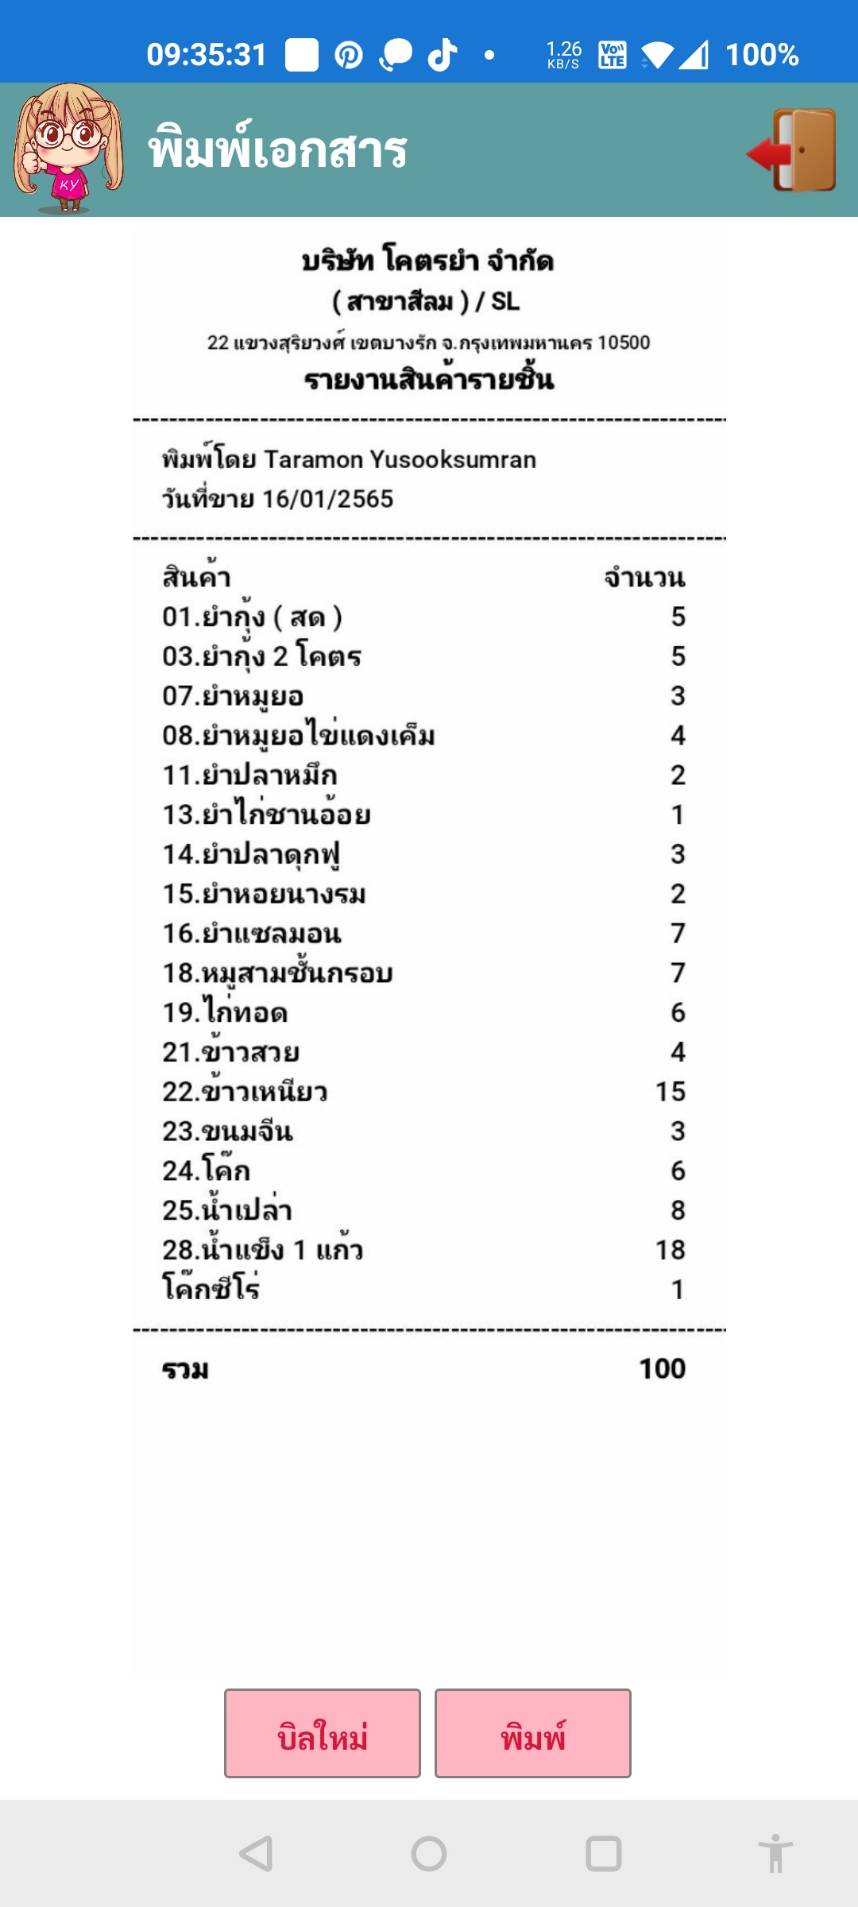 09:35:31 1.26 KB/S VoLTE 100%
KY
พิมพ์เอกสาร
บริษัท โคตรยำ จำกัด
( สาขาสีลม ) / SL
22 แขวงสุริยวงศ์ เขตบางรัก จ.กรุงเทพมหานคร 10500
รายงานสินค้ารายชิ้น
พิมพ์โดย Taramon Yusooksumran
วันที่ขาย 16/01/2565
สินค้า จำนวน
01.ยำกุ้ง ( สด ) 5
03.ยำกุ้ง 2 โคตร 5
07.ยำหมูยอ 3
08.ยำหมูยอไข่แดงเค็ม 4
11.ยำปลาหมึก 2
13.ยำไก่ซานอ้อย 1
14.ยำปลาดุกฟู 3
15.ยำหอยนางรม 2
16.ยำแซลมอน 7
18.หมูสามชั้นกรอบ 7
19.ไก่ทอด 6
21.ข้าวสวย 4
22.ข้าวเหนียว 15
23.ขนมจีน 3
24.โค๊ก 6
25.น้ำเปล่า 8
28.น้ำแข็ง 1 แก้ว 18
โค๊กซีโร่ 1
รวม 100
บิลใหม่ พิมพ์